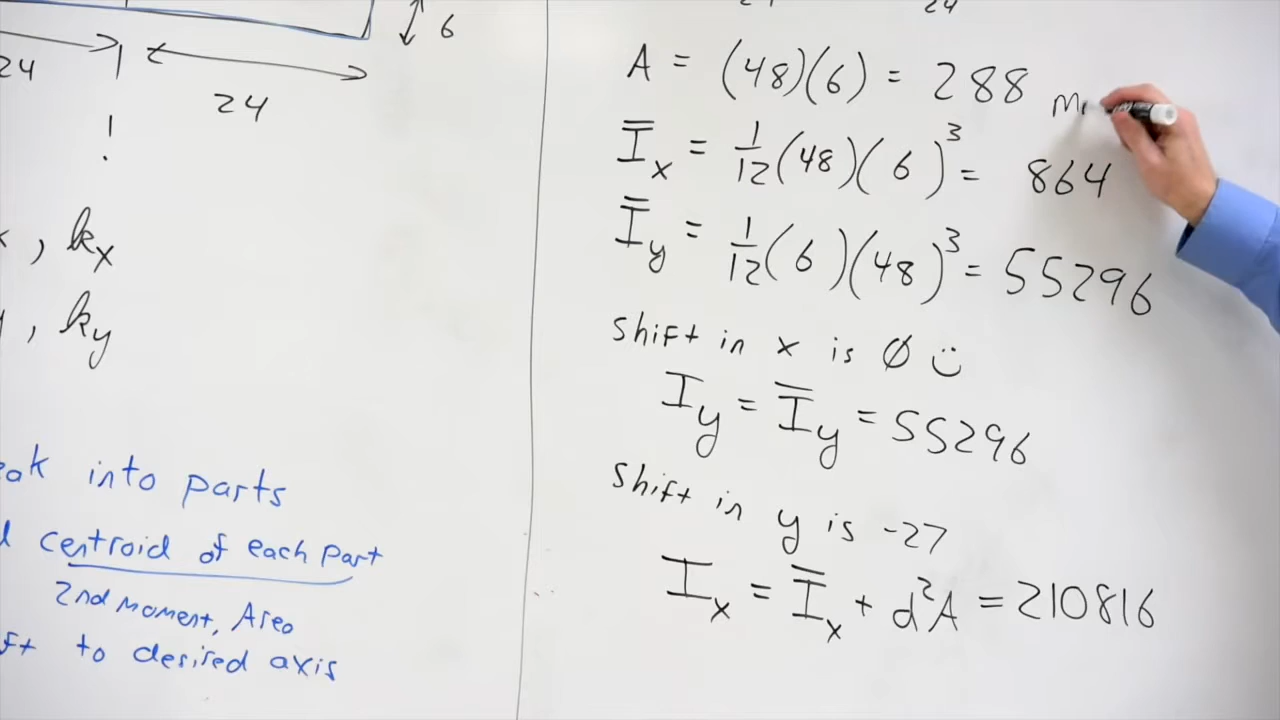 6
24
24
!
, kx
, ky
into parts
centroid of each part
2nd moment, Area
to desired axis
24
A = (48)(6) = 288 m
I̅x = 1/12 (48)(6)³ = 864
I̅y = 1/12 (6)(48)³ = 55296
shift in x is Ø ☺
Iy = I̅y = 55296
shift in y is -27
Ix = I̅x + d²A = 210816